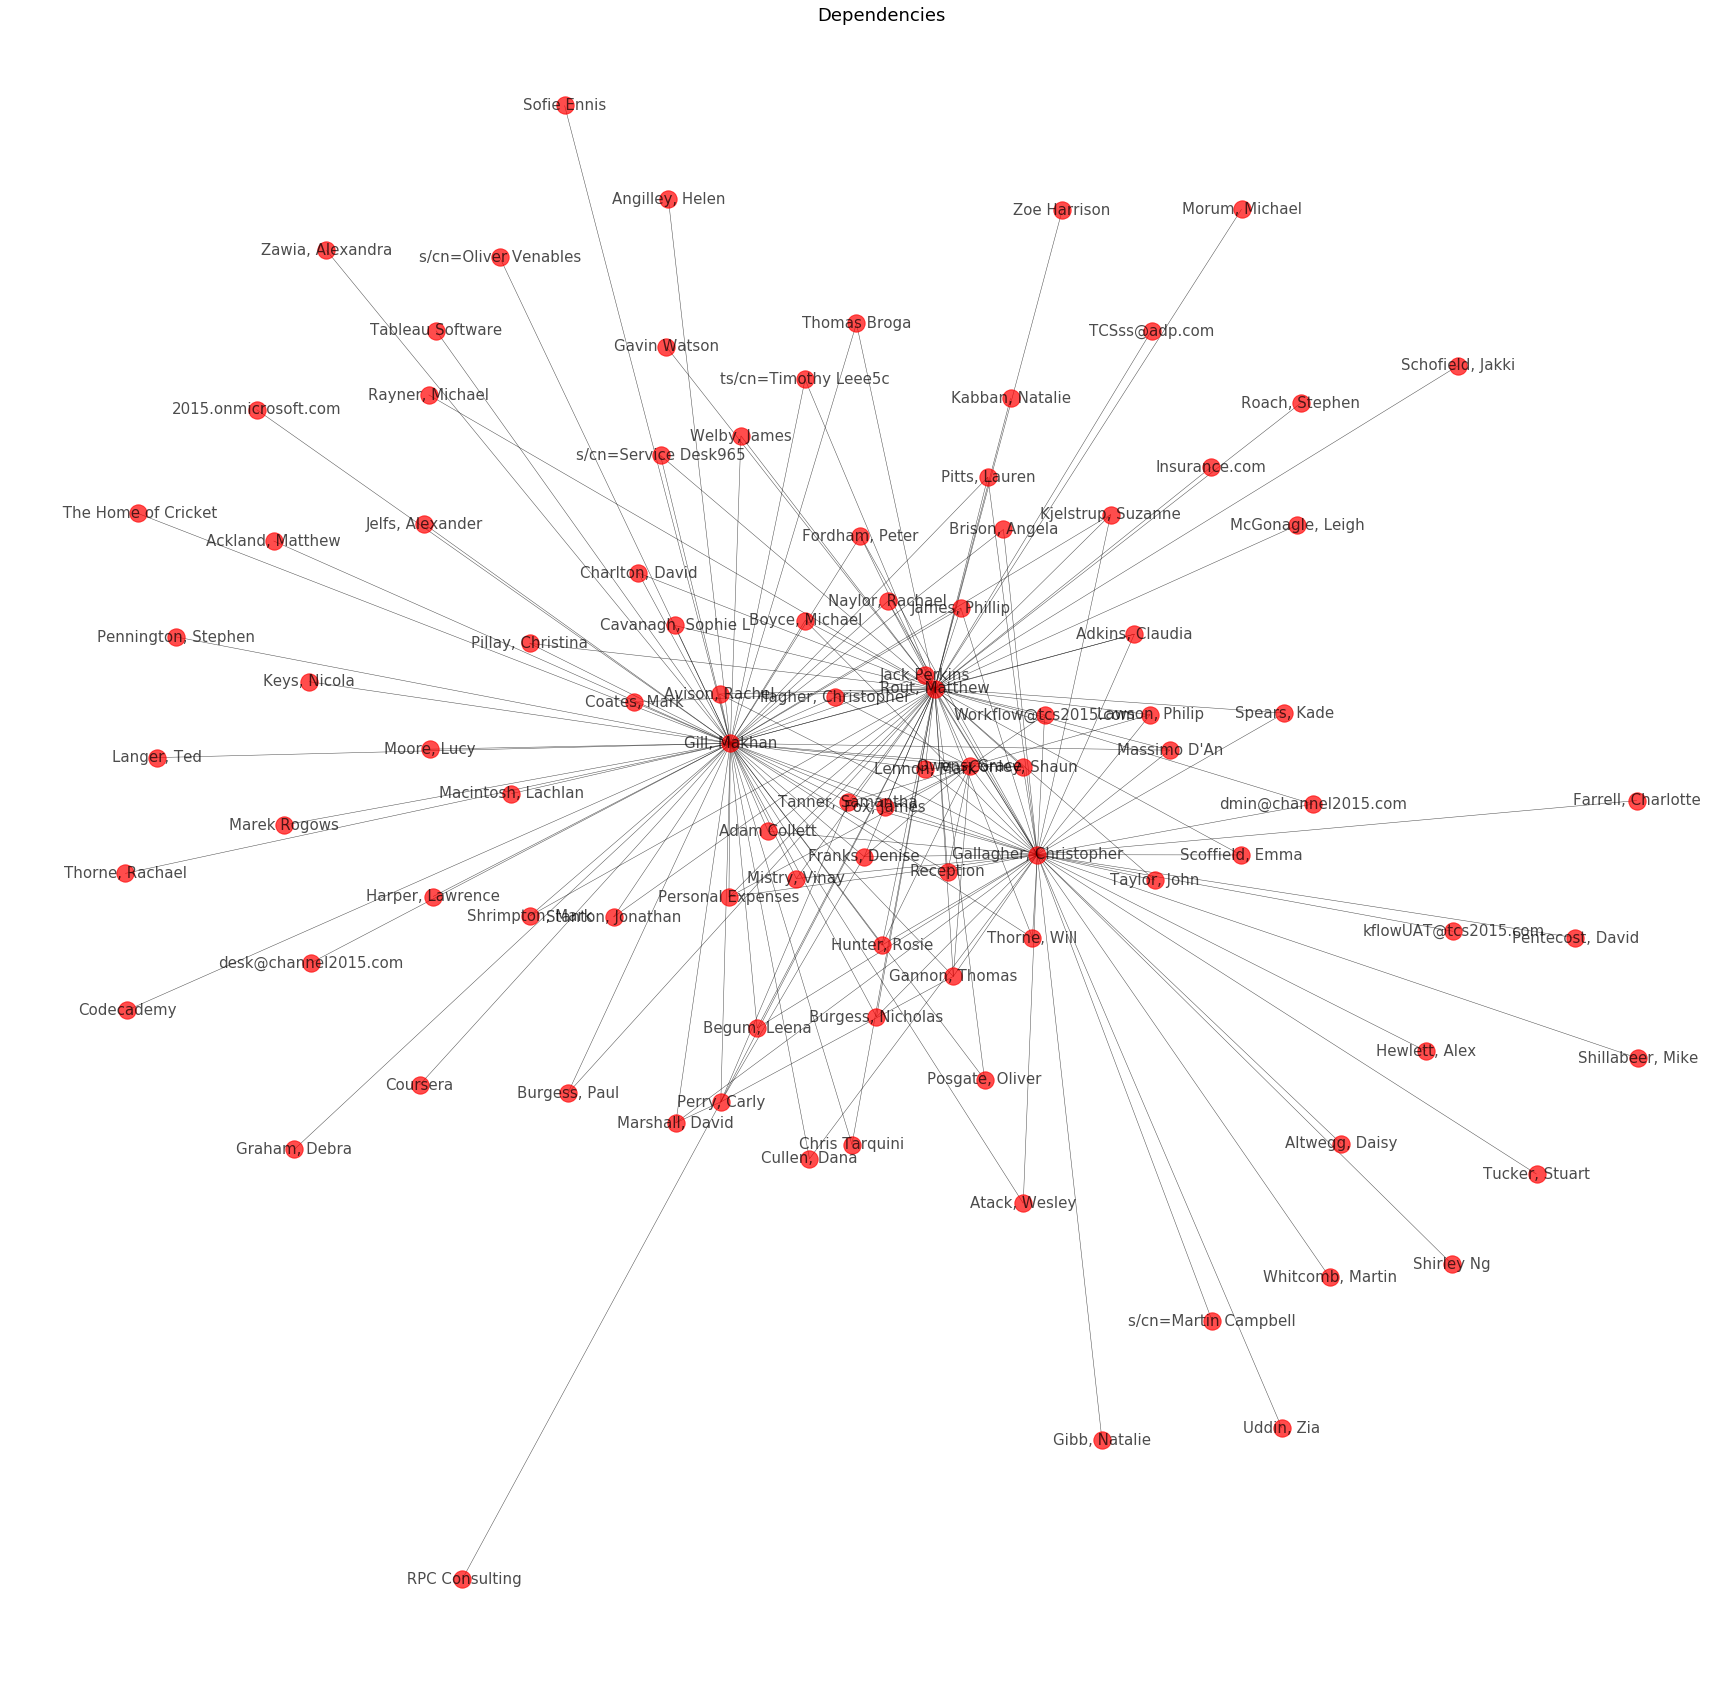 Dependencies
Sofie Ennis
Angilley, Helen
Zoe Harrison
Morum, Michael
Zawia, Alexandra
s/cn=Oliver Venables
Thomas Broga
Tableau Software
TCSss@adp.com
Gavin Watson
Schofield, Jakki
ts/cn=Timothy Leee5c
Rayner, Michael
Kabban, Natalie
Roach, Stephen
2015.onmicrosoft.com
Welby, James
s/cn=Service Desk965
Insurance.com
Pitts, Lauren
The Home of Cricket
Kjelstrup, Suzanne
Jelfs, Alexander
McGonagle, Leigh
Brison, Angela
Fordham, Peter
Ackland, Matthew
Charlton, David
Naylor, Rachael
James, Phillip
Boyce, Michael
Cavanagh, Sophie L
Adkins, Claudia
Pennington, Stephen
Pillay, Christina
Jack Perkins
Keys, Nicola
Rout, Matthew
Avison, Rachel
llagher, Christopher
Coates, Mark
Spears, Kade
Workflow@tcs2015.com
Lawson, Philip
Gill, Makhan
Moore, Lucy
Massimo D'An
Langer, Ted
Lennon, Mark
Shaun
Macintosh, Lachlan
Tanner, Samantha
Farrell, Charlotte
dmin@channel2015.com
Fox, James
Marek Rogows
Adam Collett
Gallagher, Christopher
Scoffield, Emma
Franks, Denise
Reception
Thorne, Rachael
Mistry, Vinay
Taylor, John
Harper, Lawrence
Personal Expenses
Shrimpton, Mark
Stanton, Jonathan
kflowUAT@tcs2015.com
Pentecost, David
Thorne, Will
Hunter, Rosie
desk@channel2015.com
Gannon, Thomas
Codecademy
Burgess, Nicholas
Begum, Leena
Hewlett, Alex
Shillabeer, Mike
Posgate, Oliver
Coursera
Burgess, Paul
Perry, Carly
Marshall, David
Chris Tarquini
Altwegg, Daisy
Graham, Debra
Cullen, Dana
Tucker, Stuart
Atack, Wesley
Shirley Ng
Whitcomb, Martin
s/cn=Martin Campbell
Uddin, Zia
Gibb, Natalie
RPC Consulting